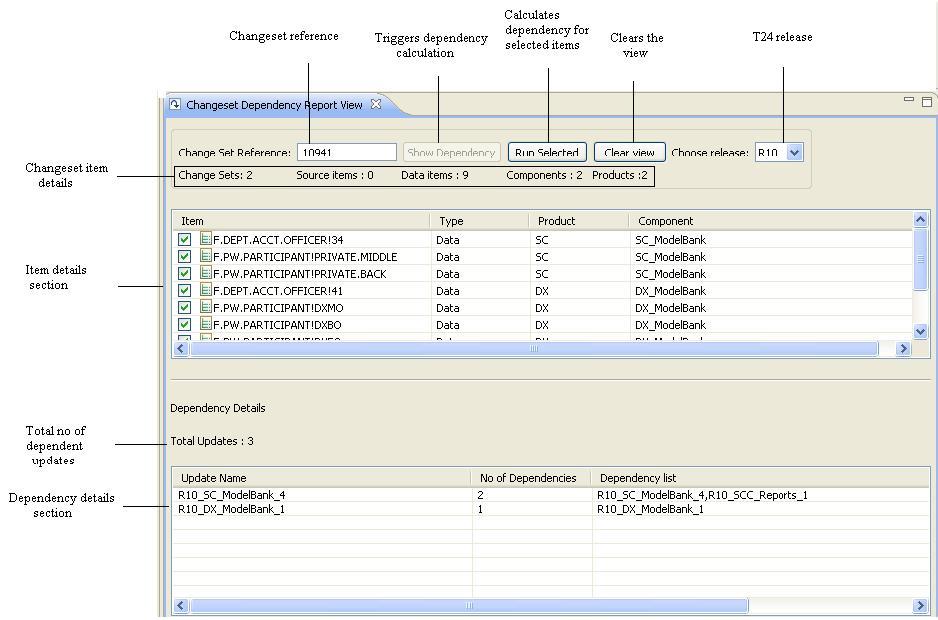 Changeset reference
Triggers dependency
calculation
Calculates
dependency for
selected items
Clears the
view
T24 release
Changeset Dependency Report View
Change Set Reference: 10941 Show Dependency Run Selected Clear view Choose release: R10
Changeset item
details
Change Sets: 2 Source items : 0 Data items : 9 Components : 2 Products :2
Item Type Product Component
F.DEPT.ACCT.OFFICER!34 Data SC SC_ModelBank
F.PW.PARTICIPANT!PRIVATE.MIDDLE Data SC SC_ModelBank
F.PW.PARTICIPANT!PRIVATE.BACK Data SC SC_ModelBank
Item details
section
F.DEPT.ACCT.OFFICER!41 Data DX DX_ModelBank
F.PW.PARTICIPANT!DXMO Data DX DX_ModelBank
F.PW.PARTICIPANT!DXBO Data DX DX_ModelBank
Dependency Details
Total no of
dependent
updates
Total Updates : 3
Update Name No of Dependencies Dependency list
Dependency details
section
R10_SC_ModelBank_4 2 R10_SC_ModelBank_4,R10_SCC_Reports_1
R10_DX_ModelBank_1 1 R10_DX_ModelBank_1